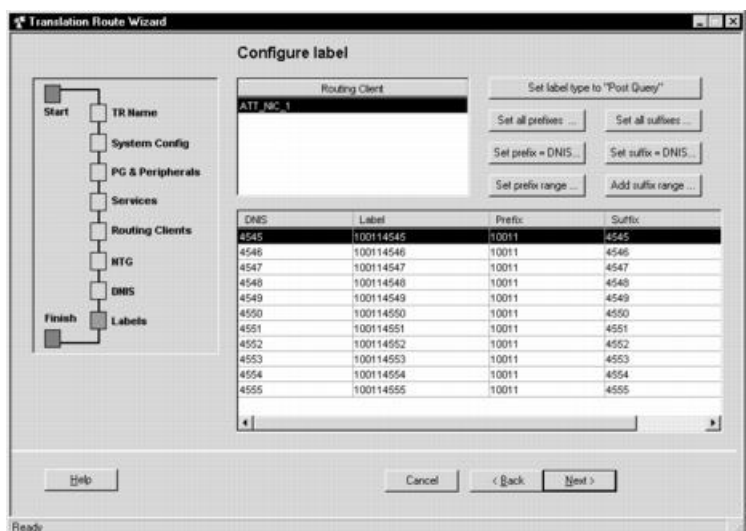 Translation Route Wizard
Configure label
Start
TR Name
System Config
PG & Peripherals
Services
Routing Clients
NTG
DNIS
Finish
Labels
Routing Client
ATT_NIC_1
Set label type to "Post Query"
Set all prefixes ...
Set all suffixes ...
Set prefix = DNIS...
Set suffix = DNIS...
Set prefix range ...
Add suffix range ...
DNIS Label Prefix Suffix
4545 100114545 10011 4545
4546 100114546 10011 4546
4547 100114547 10011 4547
4548 100114548 10011 4548
4549 100114549 10011 4549
4550 100114550 10011 4550
4551 100114551 10011 4551
4552 100114552 10011 4552
4553 100114553 10011 4553
4554 100114554 10011 4554
4555 100114555 10011 4555
Help
Cancel
< Back
Next >
Ready